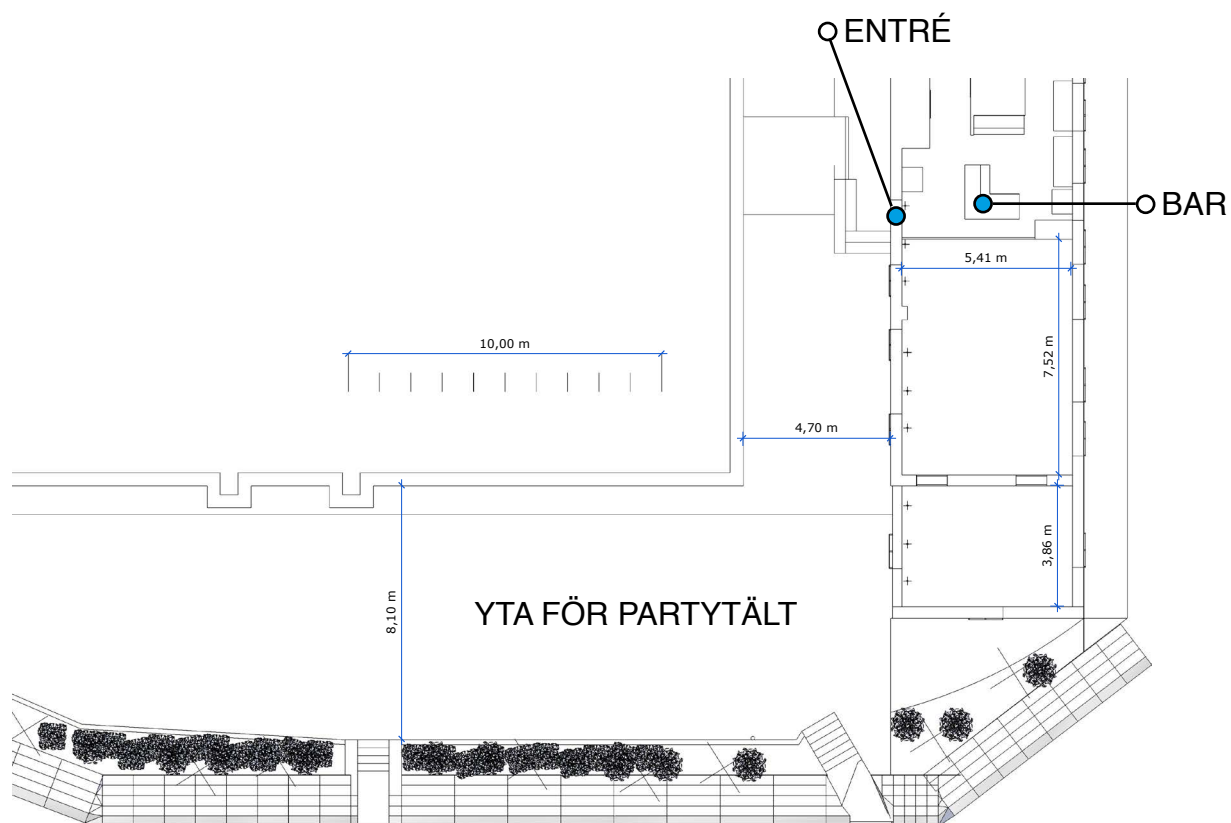 ENTRÉ
BAR
5,41 m
10,00 m
7,52 m
4,70 m
3,86 m
8,10 m
YTA FÖR PARTYTÄLT